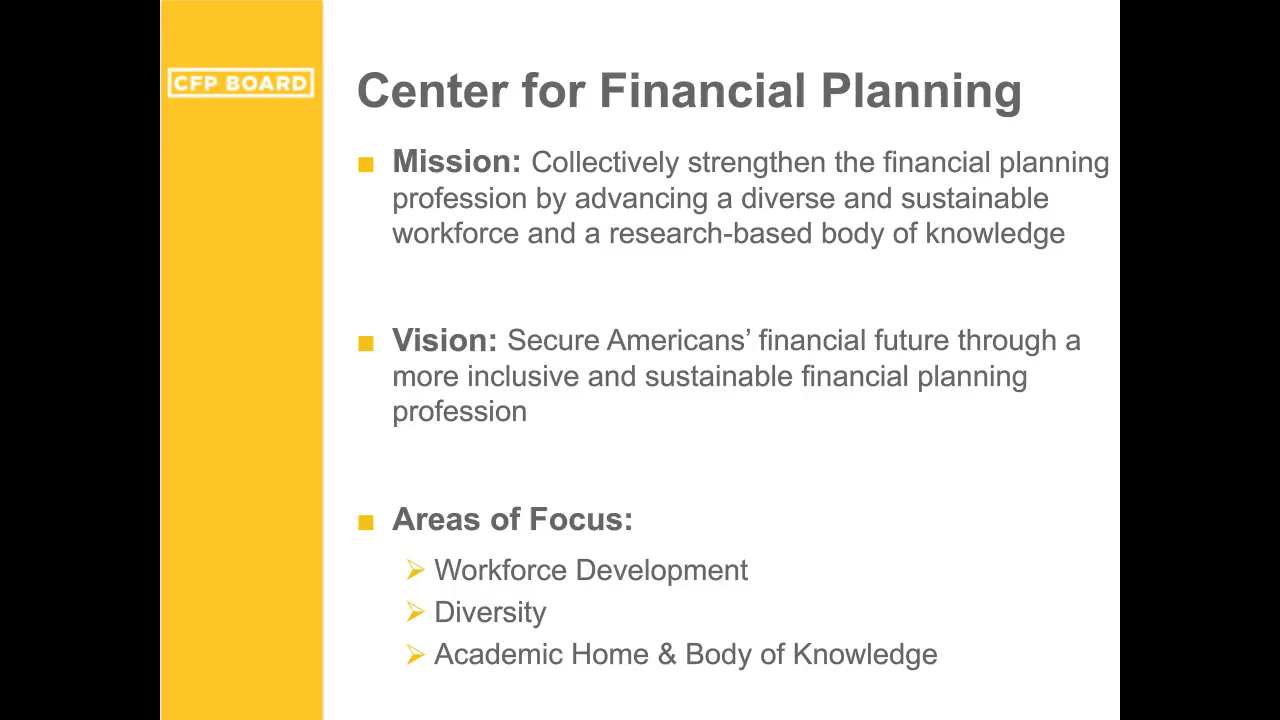 CFP BOARD
Center for Financial Planning
Mission: Collectively strengthen the financial planning
profession by advancing a diverse and sustainable
workforce and a research-based body of knowledge
Vision: Secure Americans’ financial future through a
more inclusive and sustainable financial planning
profession
Areas of Focus:
Workforce Development
Diversity
Academic Home & Body of Knowledge